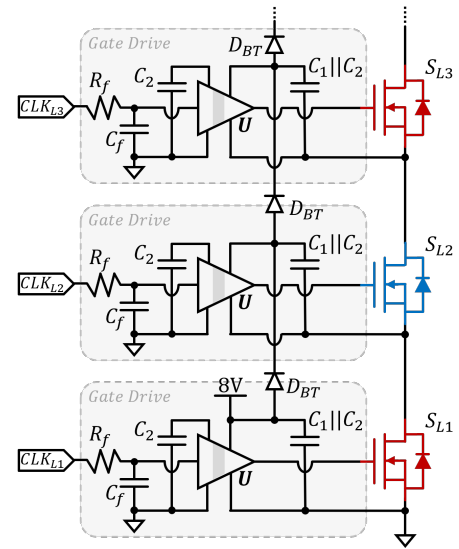 Gate Drive
D_BT
R_f
C_2
C_1||C_2
S_L3
CLK_L3
C_f
U
Gate Drive
D_BT
R_f
C_2
C_1||C_2
S_L2
CLK_L2
C_f
U
Gate Drive
8V
D_BT
R_f
C_2
C_1||C_2
S_L1
CLK_L1
C_f
U